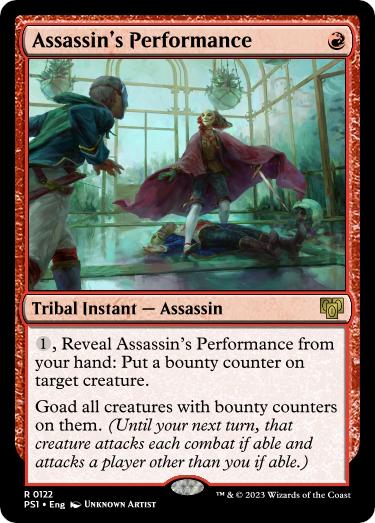 Assassin's Performance
Tribal Instant — Assassin
1, Reveal Assassin's Performance from
your hand: Put a bounty counter on
target creature.
Goad all creatures with bounty counters
on them. (Until your next turn, that
creature attacks each combat if able and
attacks a player other than you if able.)
R 0122
PS1 • Eng Unknown Artist
™ & © 2023 Wizards of the Coast